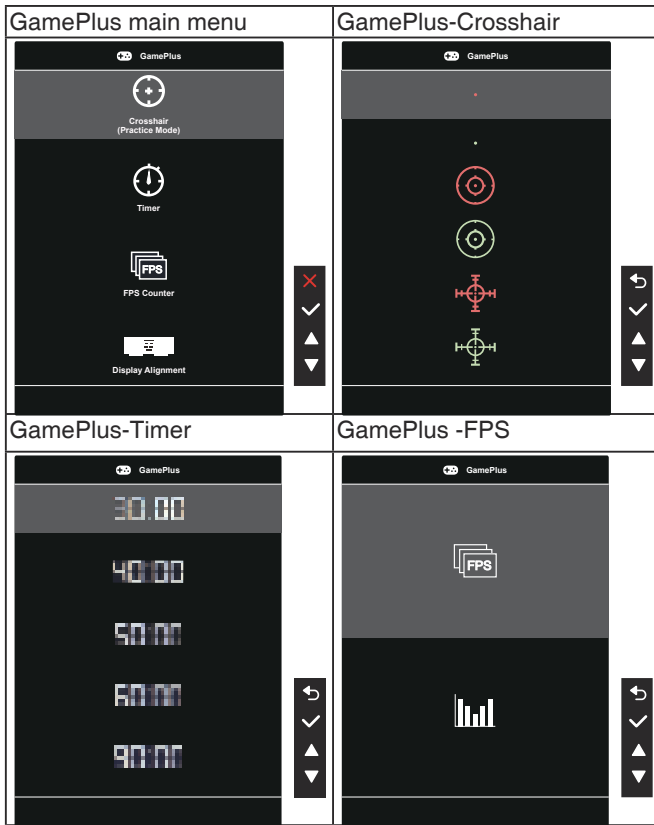 GamePlus main menu
GamePlus-Crosshair
GamePlus
Crosshair
(Practice Mode)
Timer
FPS
FPS Counter
Display Alignment
GamePlus
GamePlus-Timer
GamePlus -FPS
GamePlus
30:00
40:00
50:00
60:00
90:00
GamePlus
FPS